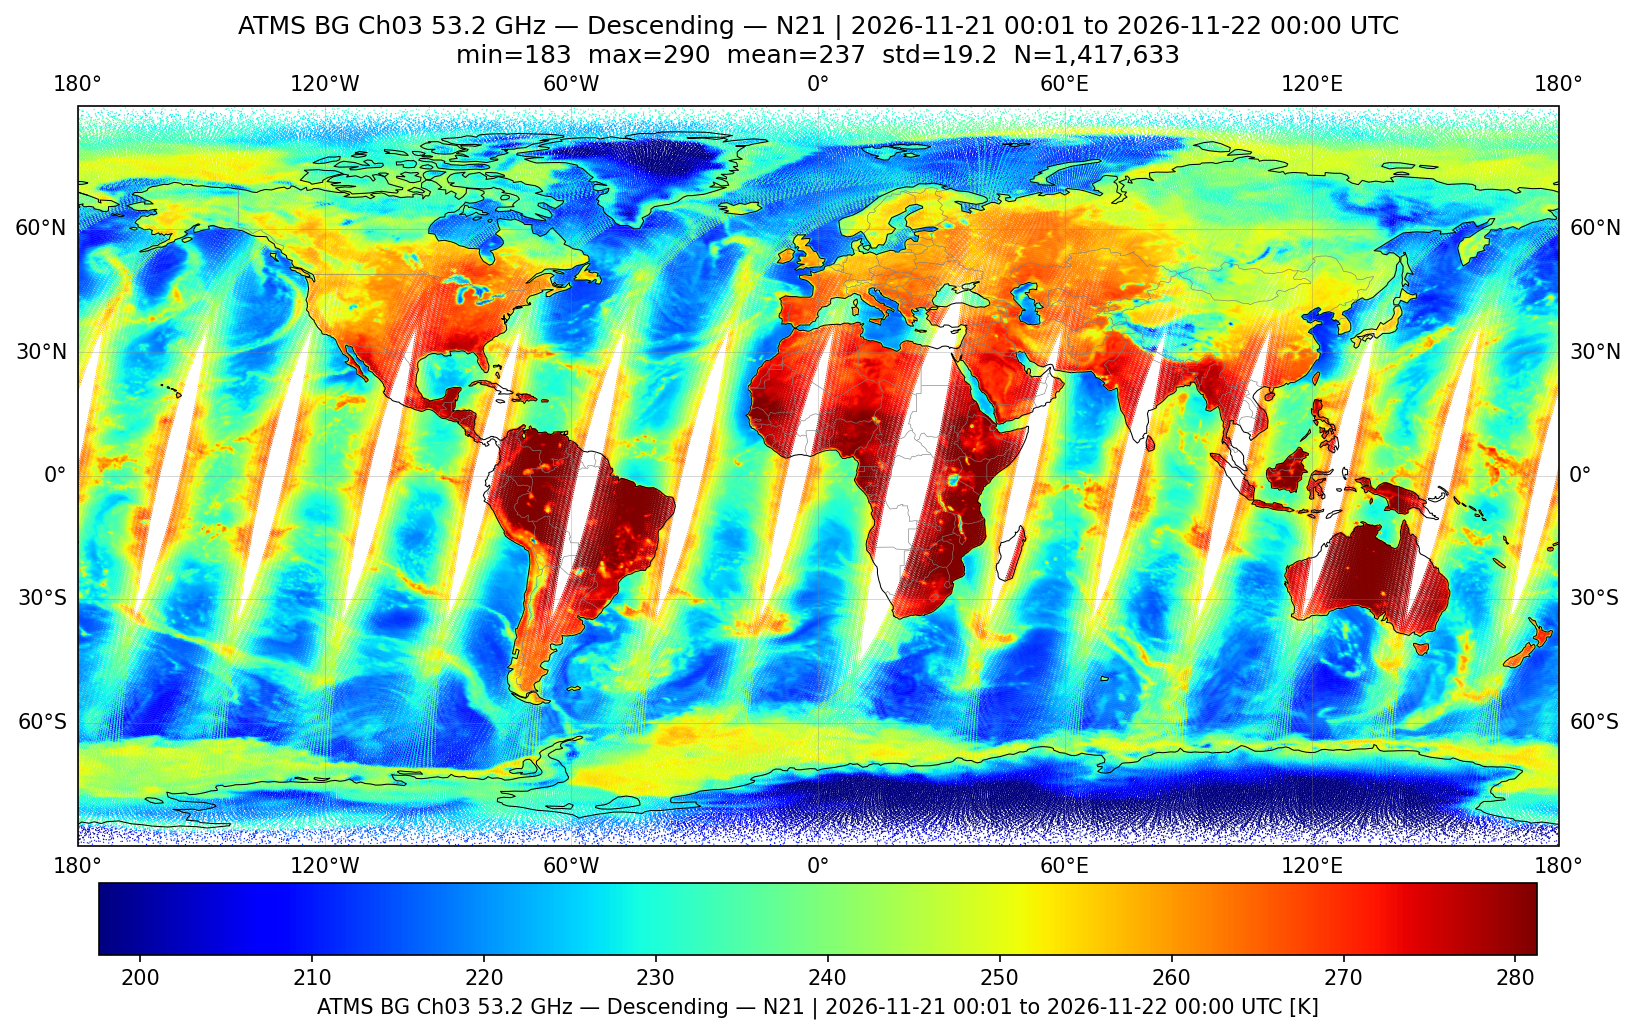 ATMS BG Ch03 53.2 GHz — Descending — N21 | 2026-11-21 00:01 to 2026-11-22 00:00 UTC
min=183  max=290  mean=237  std=19.2  N=1,417,633
180° 120°W 60°W 0° 60°E 120°E 180°
60°N 60°N
30°N 30°N
0° 0°
30°S 30°S
60°S 60°S
180° 120°W 60°W 0° 60°E 120°E 180°
200 210 220 230 240 250 260 270 280
ATMS BG Ch03 53.2 GHz — Descending — N21 | 2026-11-21 00:01 to 2026-11-22 00:00 UTC [K]